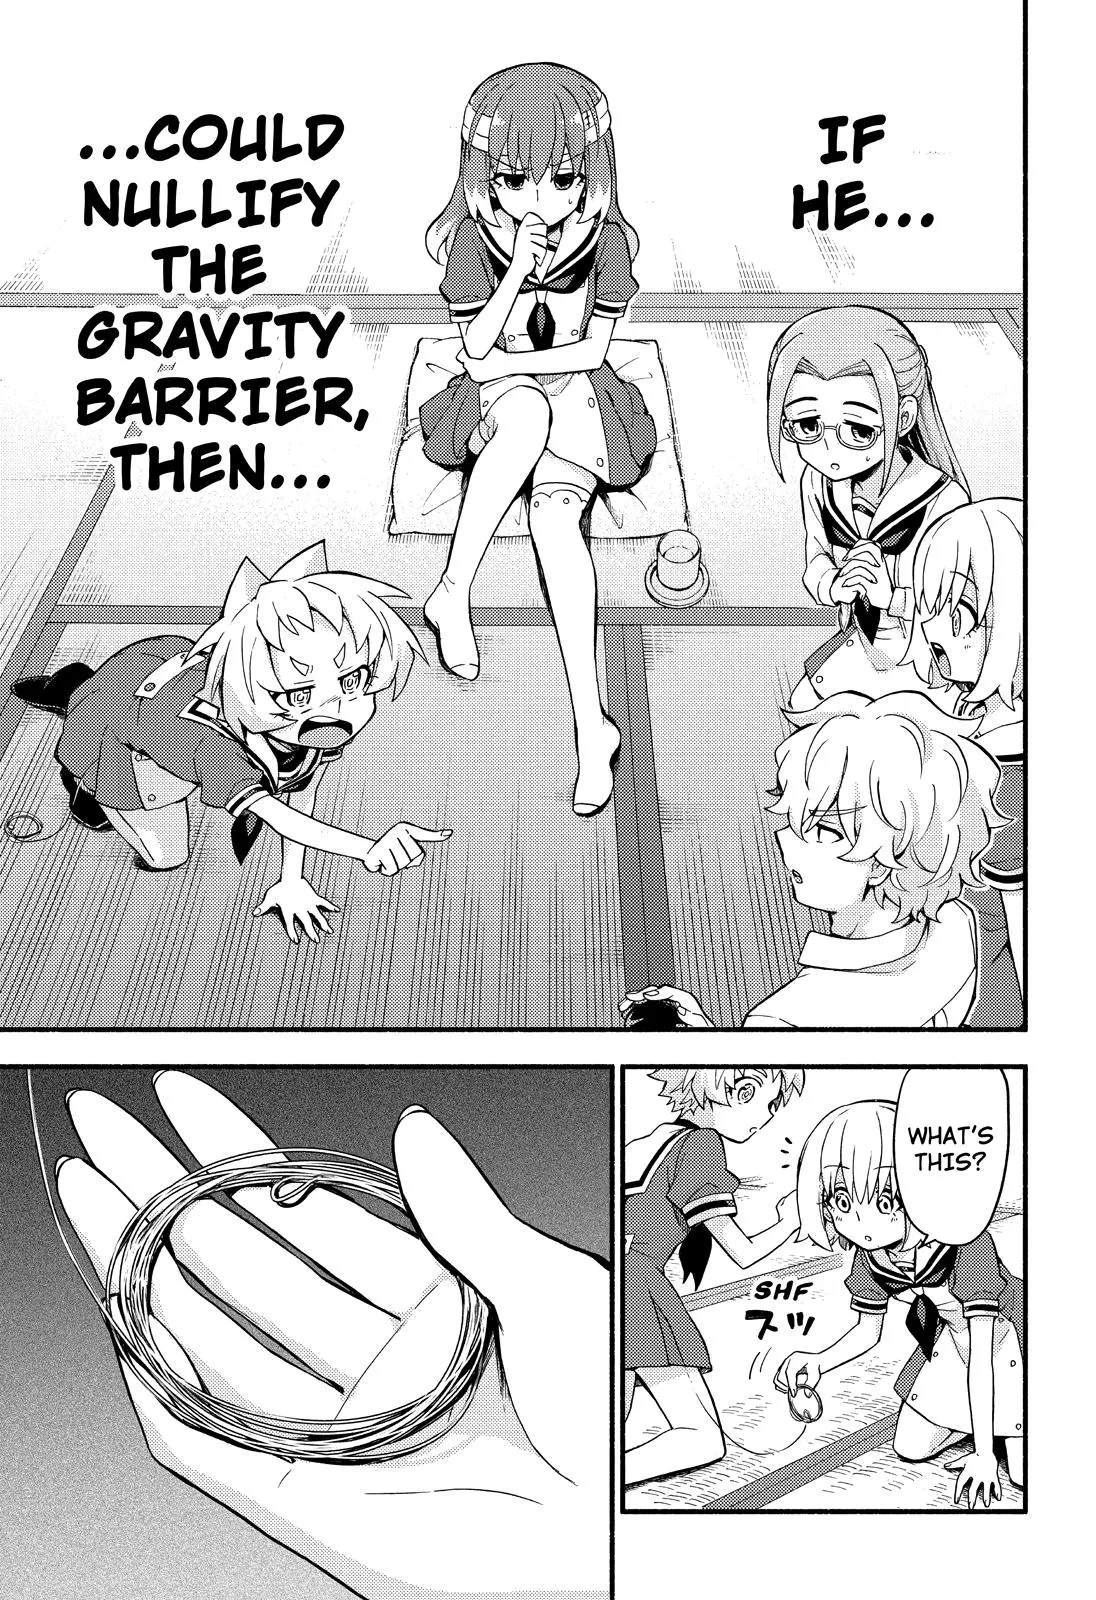 IF
HE...
...COULD
NULLIFY
THE
GRAVITY
BARRIER,
THEN...
WHAT'S
THIS?
SHF
スッ